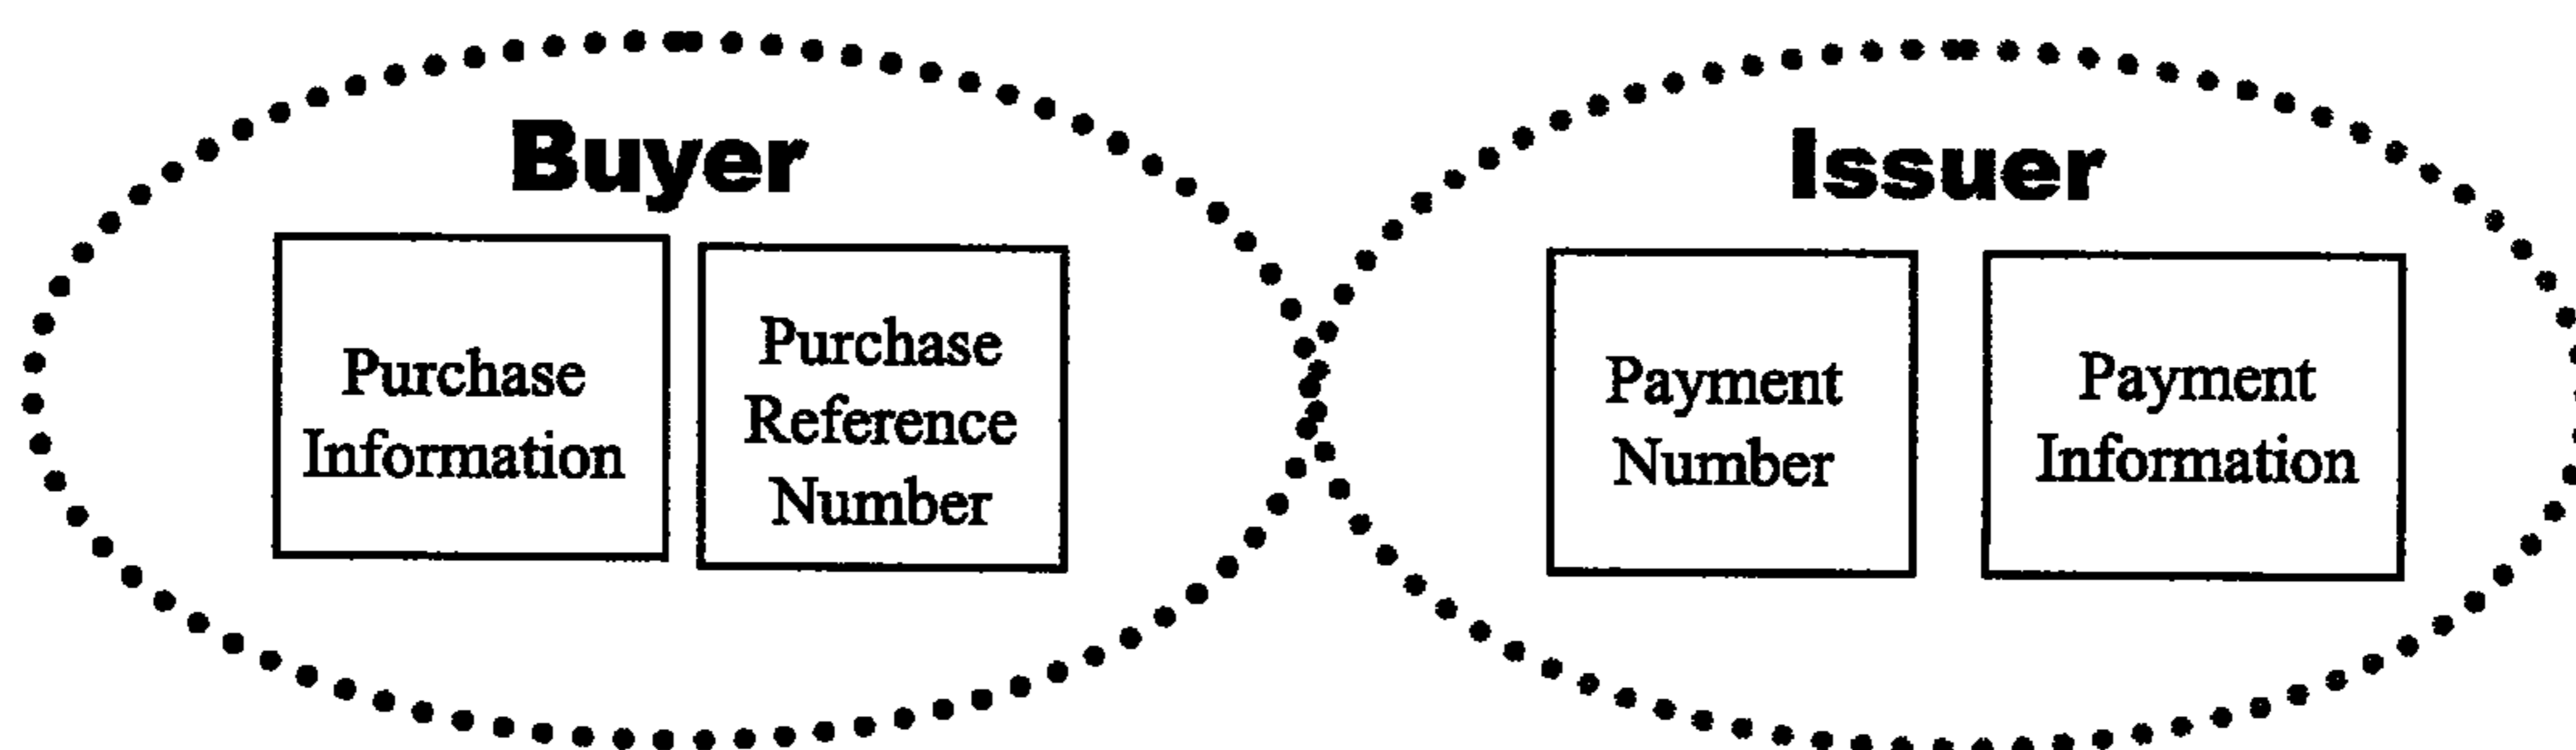 Buyer
Issuer
Purchase
Information
Purchase
Reference
Number
Payment
Number
Payment
Information